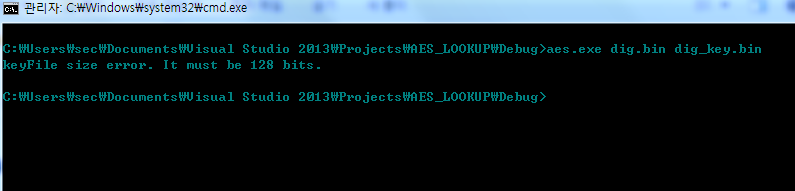 관리자: C:₩Windows₩system32₩cmd.exe
C:₩Users₩sec₩Documents₩Visual Studio 2013₩Projects₩AES_LOOKUP₩Debug>aes.exe dig.bin dig_key.bin
keyFile size error. It must be 128 bits.
C:₩Users₩sec₩Documents₩Visual Studio 2013₩Projects₩AES_LOOKUP₩Debug>